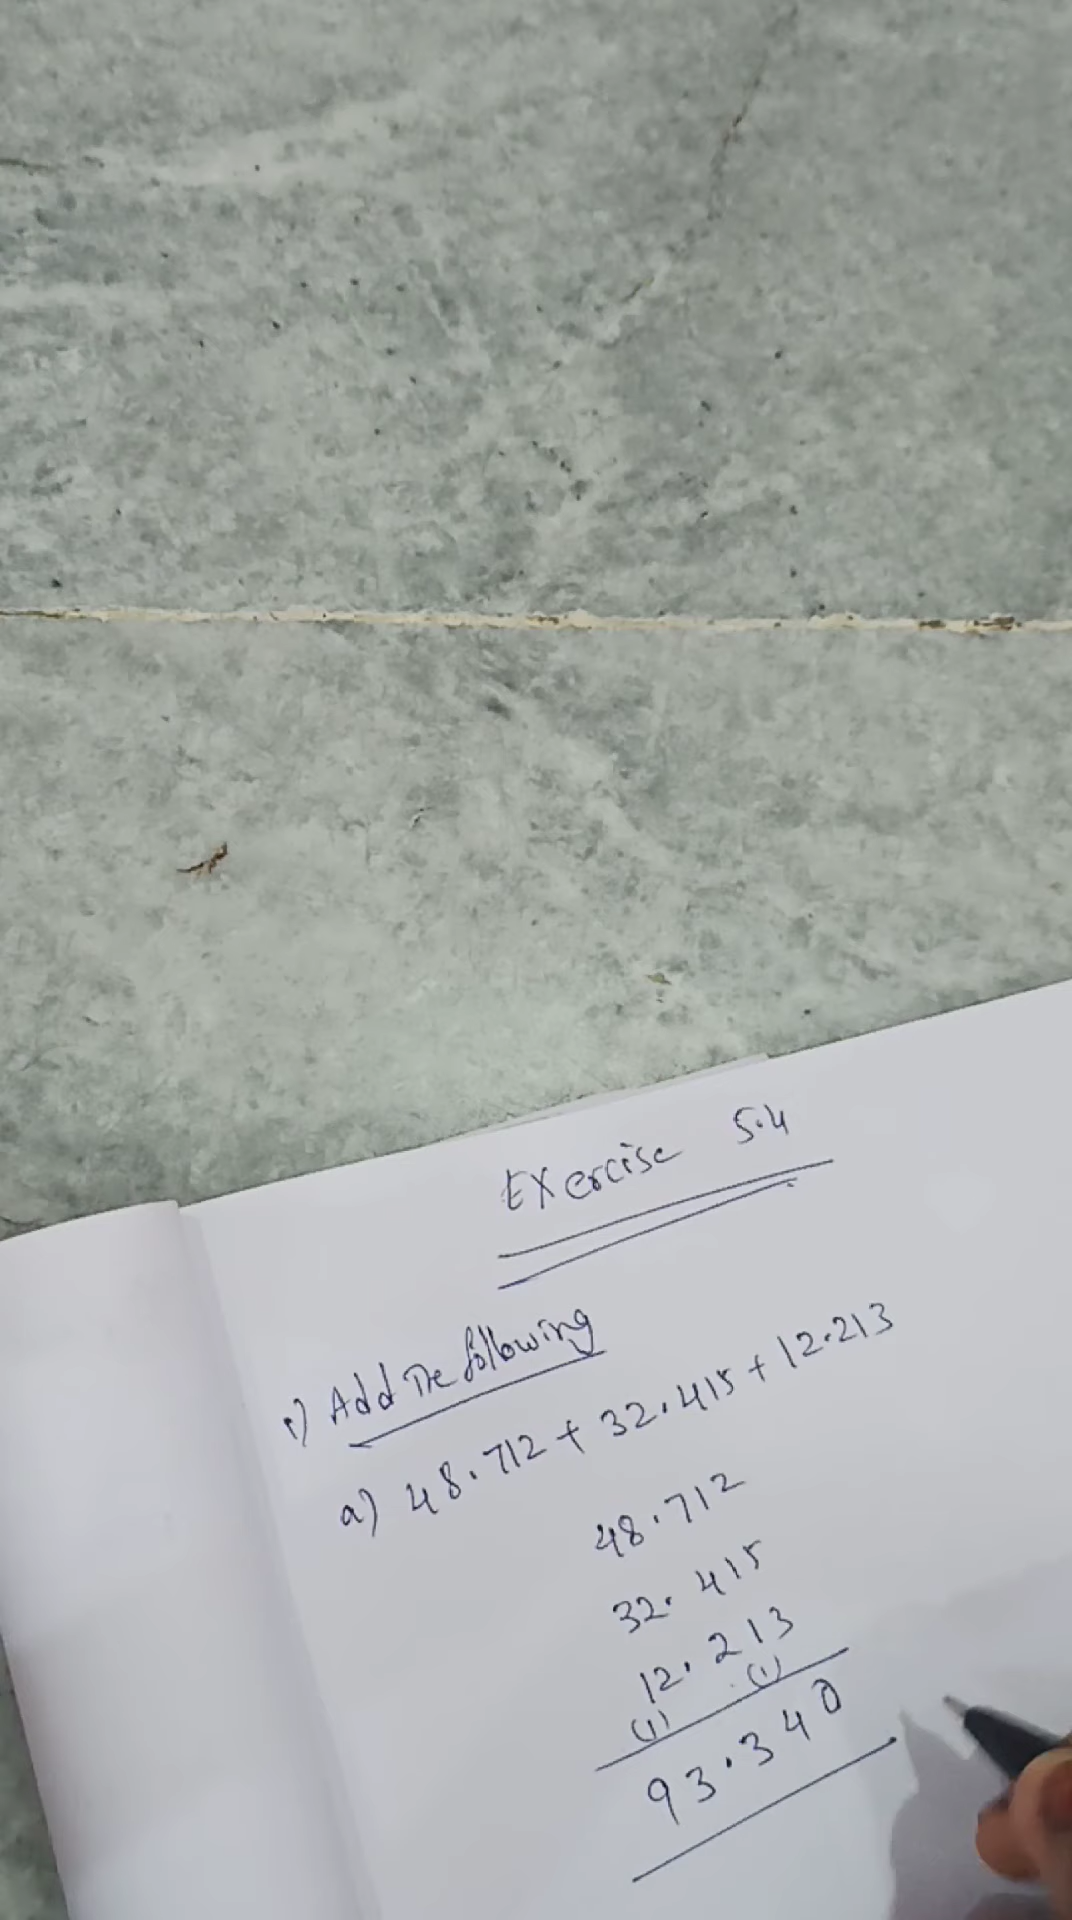 Exercise 5.4
1) Add The following
a) 48.712 + 32.415 + 12.213
48.712
32.415
12.213
(1) (1)
93.340